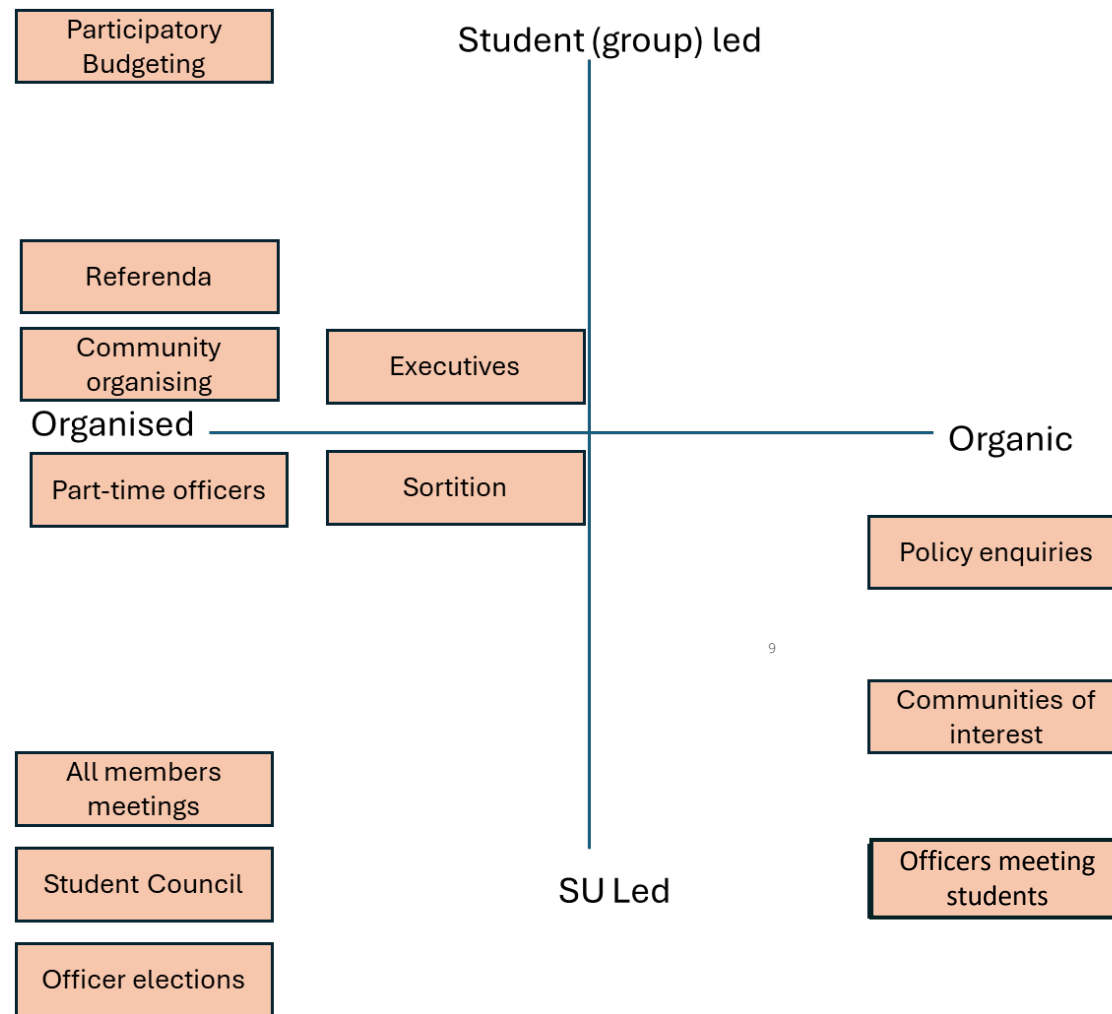 Participatory
Budgeting
Student (group) led
Referenda
Community
organising
Executives
Organised
Organic
Part-time officers
Sortition
Policy enquiries
9
Communities of
interest
All members
meetings
Officers meeting
students
Student Council
SU Led
Officer elections